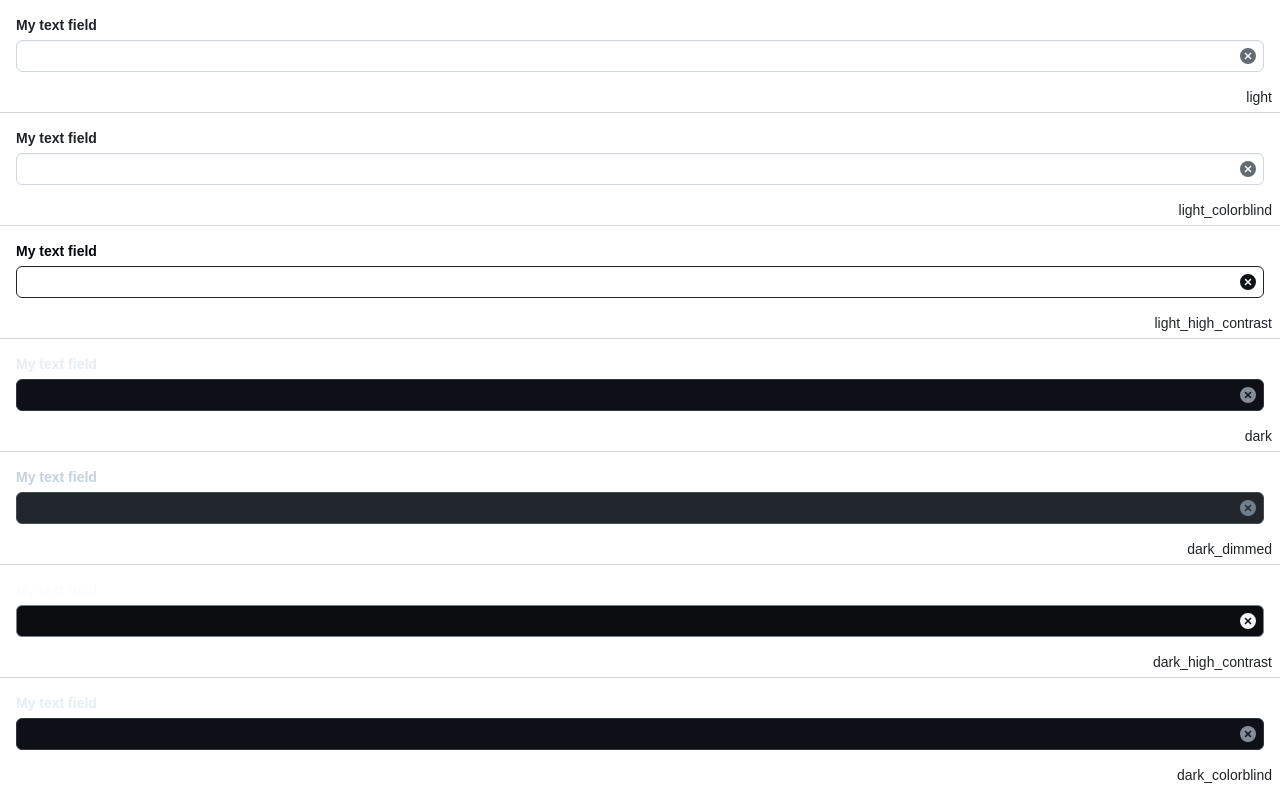 My text field
light
My text field
light_colorblind
My text field
light_high_contrast
My text field
dark
My text field
dark_dimmed
My text field
dark_high_contrast
My text field
dark_colorblind